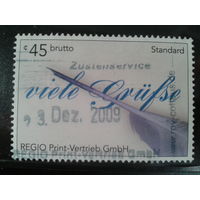 ¢ 45 brutto Standard
Zustellservice
viele Grüße
3. Dez. 2009
REGIO Print-Vertrieb GmbH